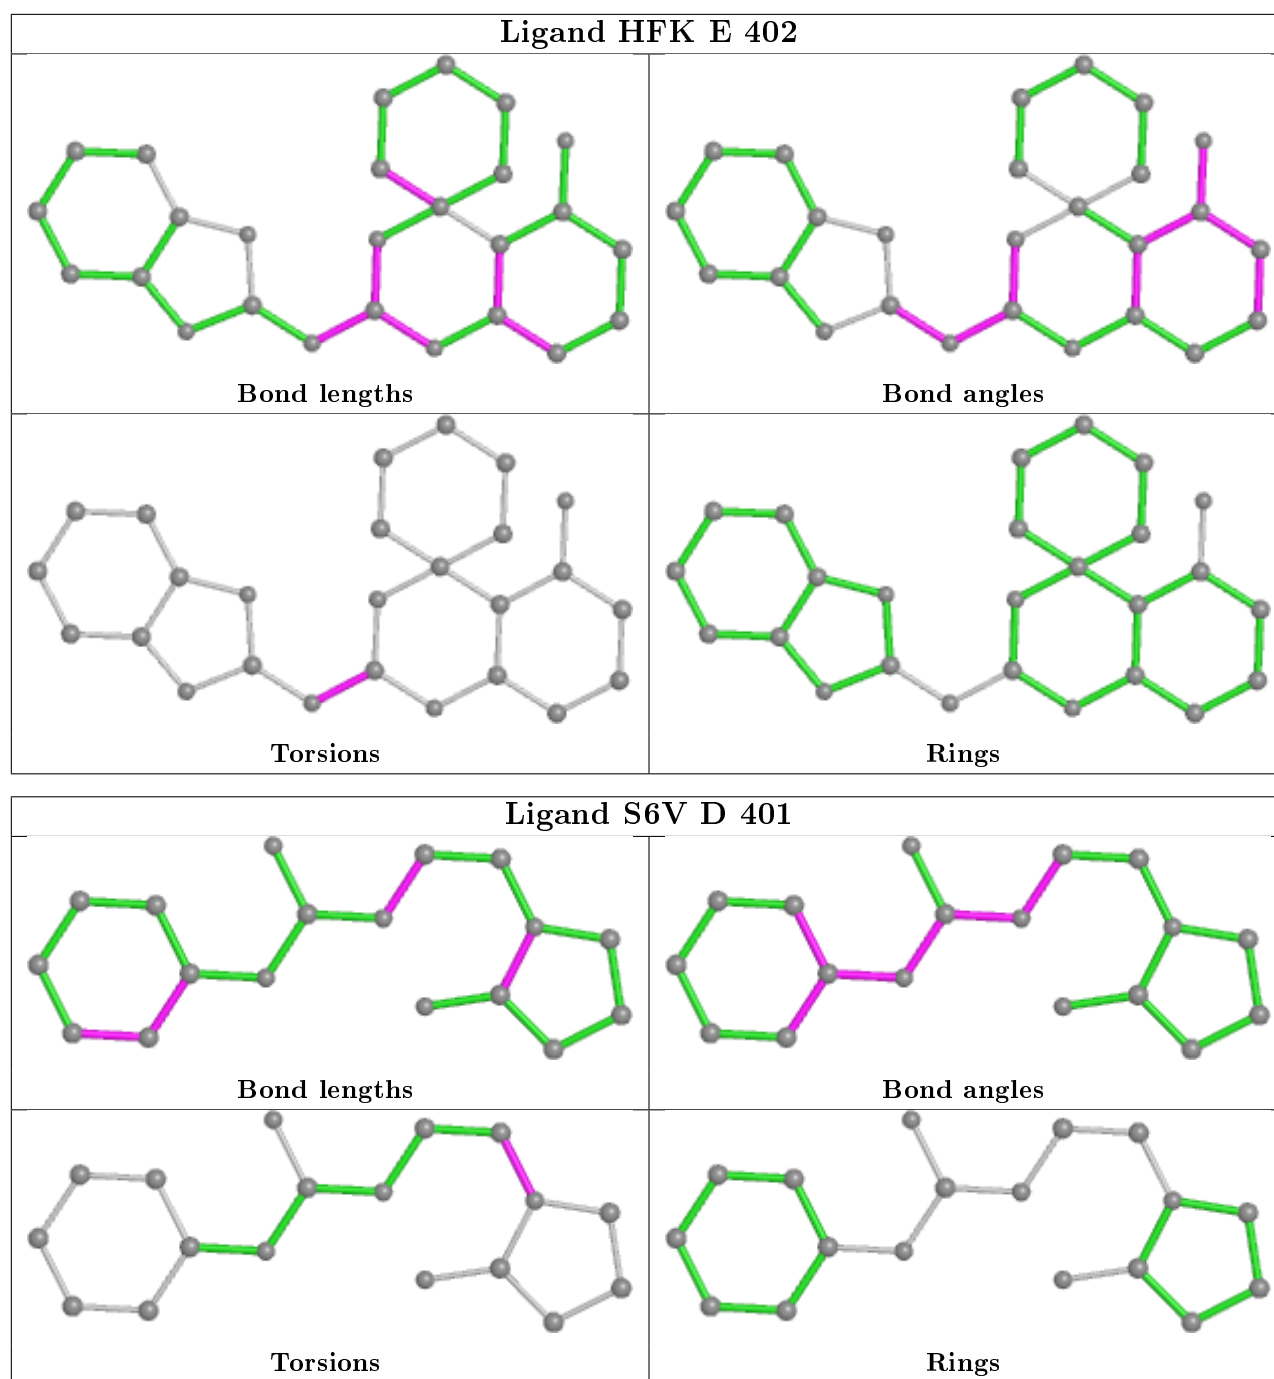 Ligand HFK E 402
Bond lengths
Bond angles
Torsions
Rings
Ligand S6V D 401
Bond lengths
Bond angles
Torsions
Rings